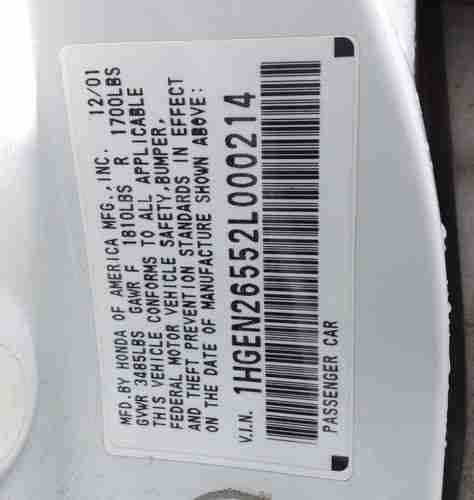 MFD.BY HONDA OF AMERICA MFG.,INC. 12/01
GVWR 3485LBS GAWR F 1810LBS R 1700LBS
THIS VEHICLE CONFORMS TO ALL APPLICABLE
FEDERAL MOTOR VEHICLE SAFETY,BUMPER,
AND THEFT PREVENTION STANDARDS IN EFFECT
ON THE DATE OF MANUFACTURE SHOWN ABOVE:
V.I.N. 1HGEN26552L000214
PASSENGER CAR